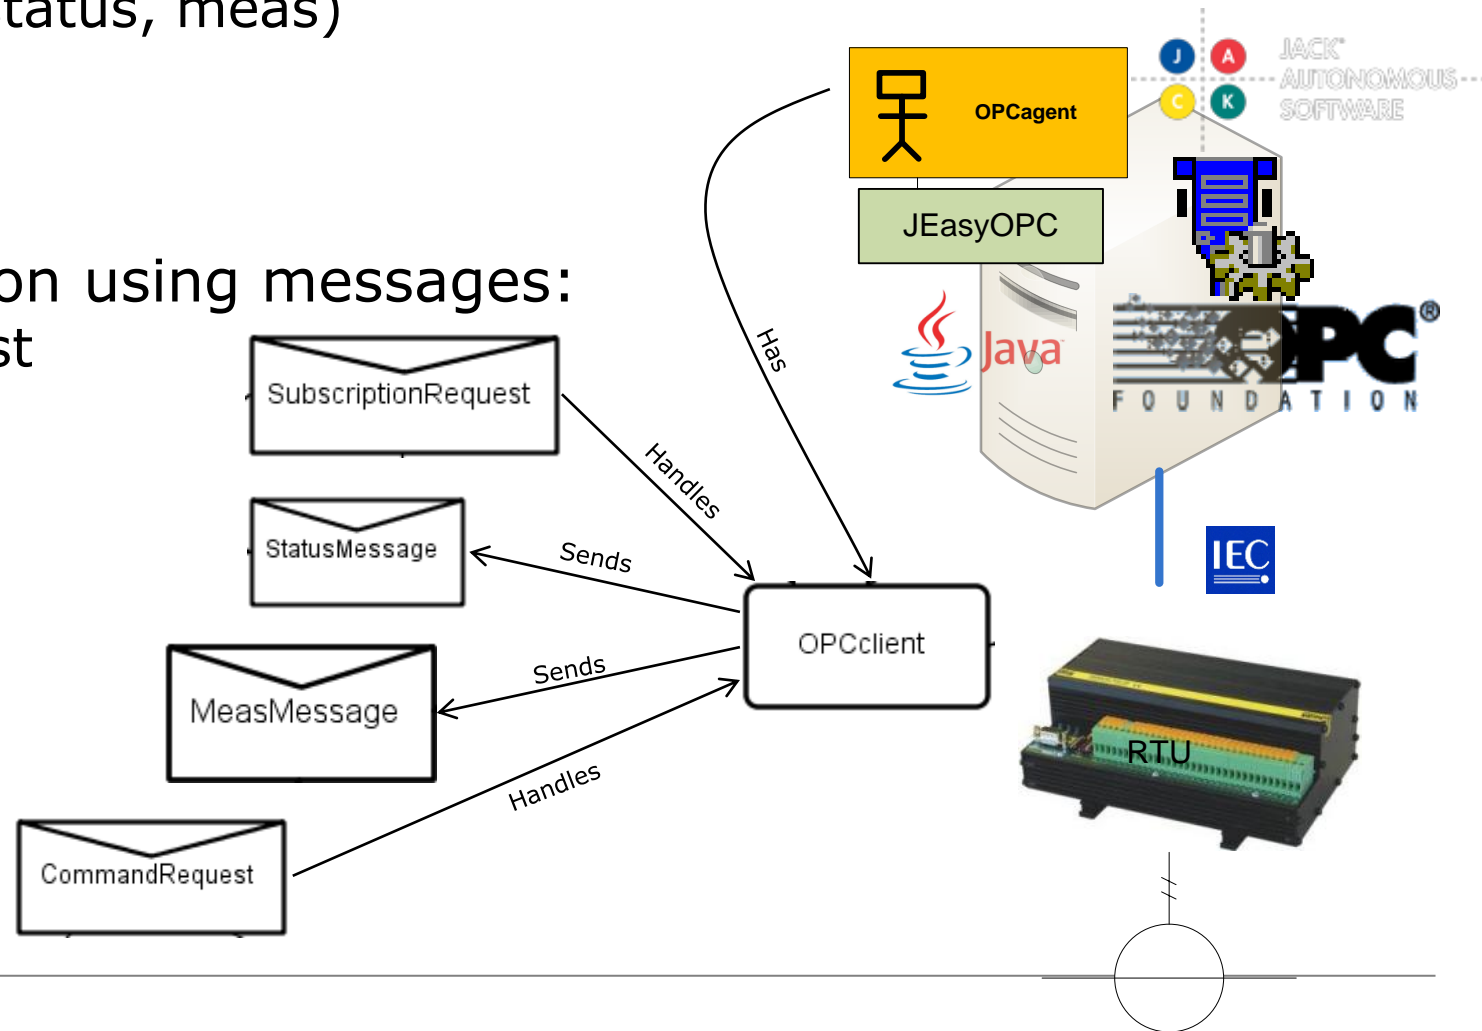 tatus, meas)
on using messages:
st
SubscriptionRequest
StatusMessage
MeasMessage
CommandRequest
Handles
Sends
Sends
Handles
Has
OPCclient
OPCagent
JEasyOPC
J A
C K
JACK®
AUTONOMOUS
SOFTWARE
Java
OPC®
FOUNDATION
IEC
RTU